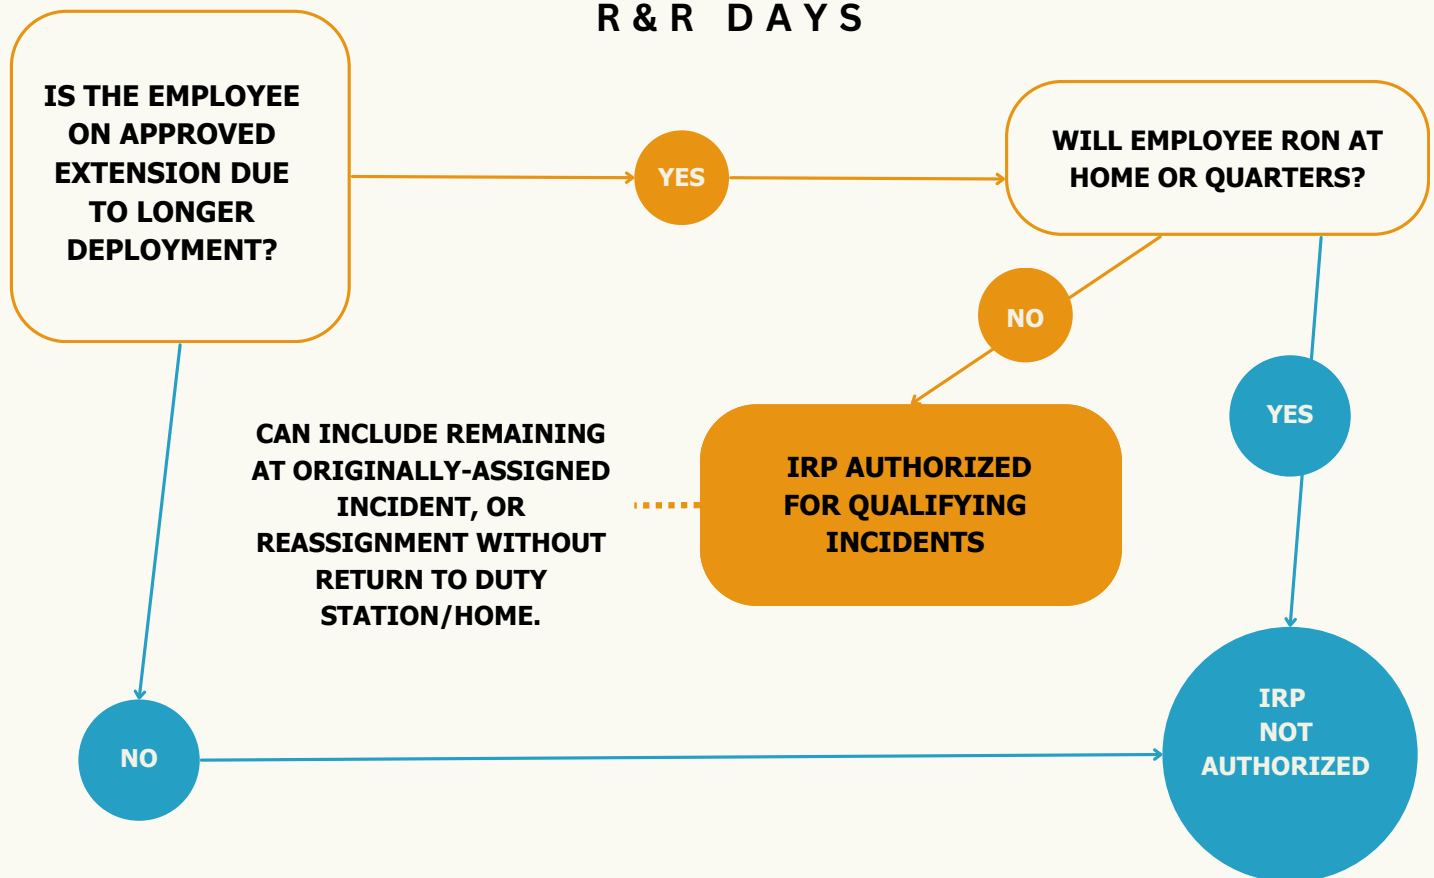 R&R DAYS
IS THE EMPLOYEE
ON APPROVED
EXTENSION DUE
TO LONGER
DEPLOYMENT?
YES
WILL EMPLOYEE RON AT
HOME OR QUARTERS?
NO
YES
CAN INCLUDE REMAINING
AT ORIGINALLY-ASSIGNED
INCIDENT, OR
REASSIGNMENT WITHOUT
RETURN TO DUTY
STATION/HOME.
IRP AUTHORIZED
FOR QUALIFYING
INCIDENTS
NO
IRP
NOT
AUTHORIZED